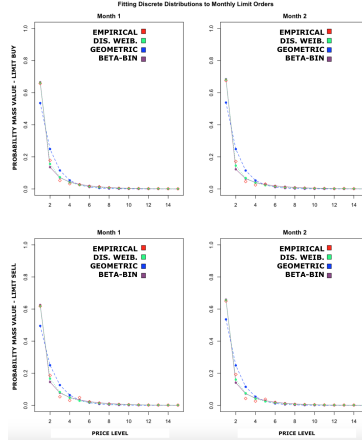 Fitting Discrete Distributions to Monthly Limit Orders
Month 1
Month 2
PROBABILITY MASS VALUE - LIMIT BUY
1.0
0.8
0.6
0.4
0.2
0.0
EMPIRICAL
DIS. WEIB.
GEOMETRIC
BETA-BIN
2 4 6 8 10 12 14
1.0
0.8
0.6
0.4
0.2
0.0
EMPIRICAL
DIS. WEIB.
GEOMETRIC
BETA-BIN
2 4 6 8 10 12 14
Month 1
Month 2
PROBABILITY MASS VALUE - LIMIT SELL
1.0
0.8
0.6
0.4
0.2
0.0
EMPIRICAL
DIS. WEIB.
GEOMETRIC
BETA-BIN
2 4 6 8 10 12 14
PRICE LEVEL
1.0
0.8
0.6
0.4
0.2
0.0
EMPIRICAL
DIS. WEIB.
GEOMETRIC
BETA-BIN
2 4 6 8 10 12 14
PRICE LEVEL